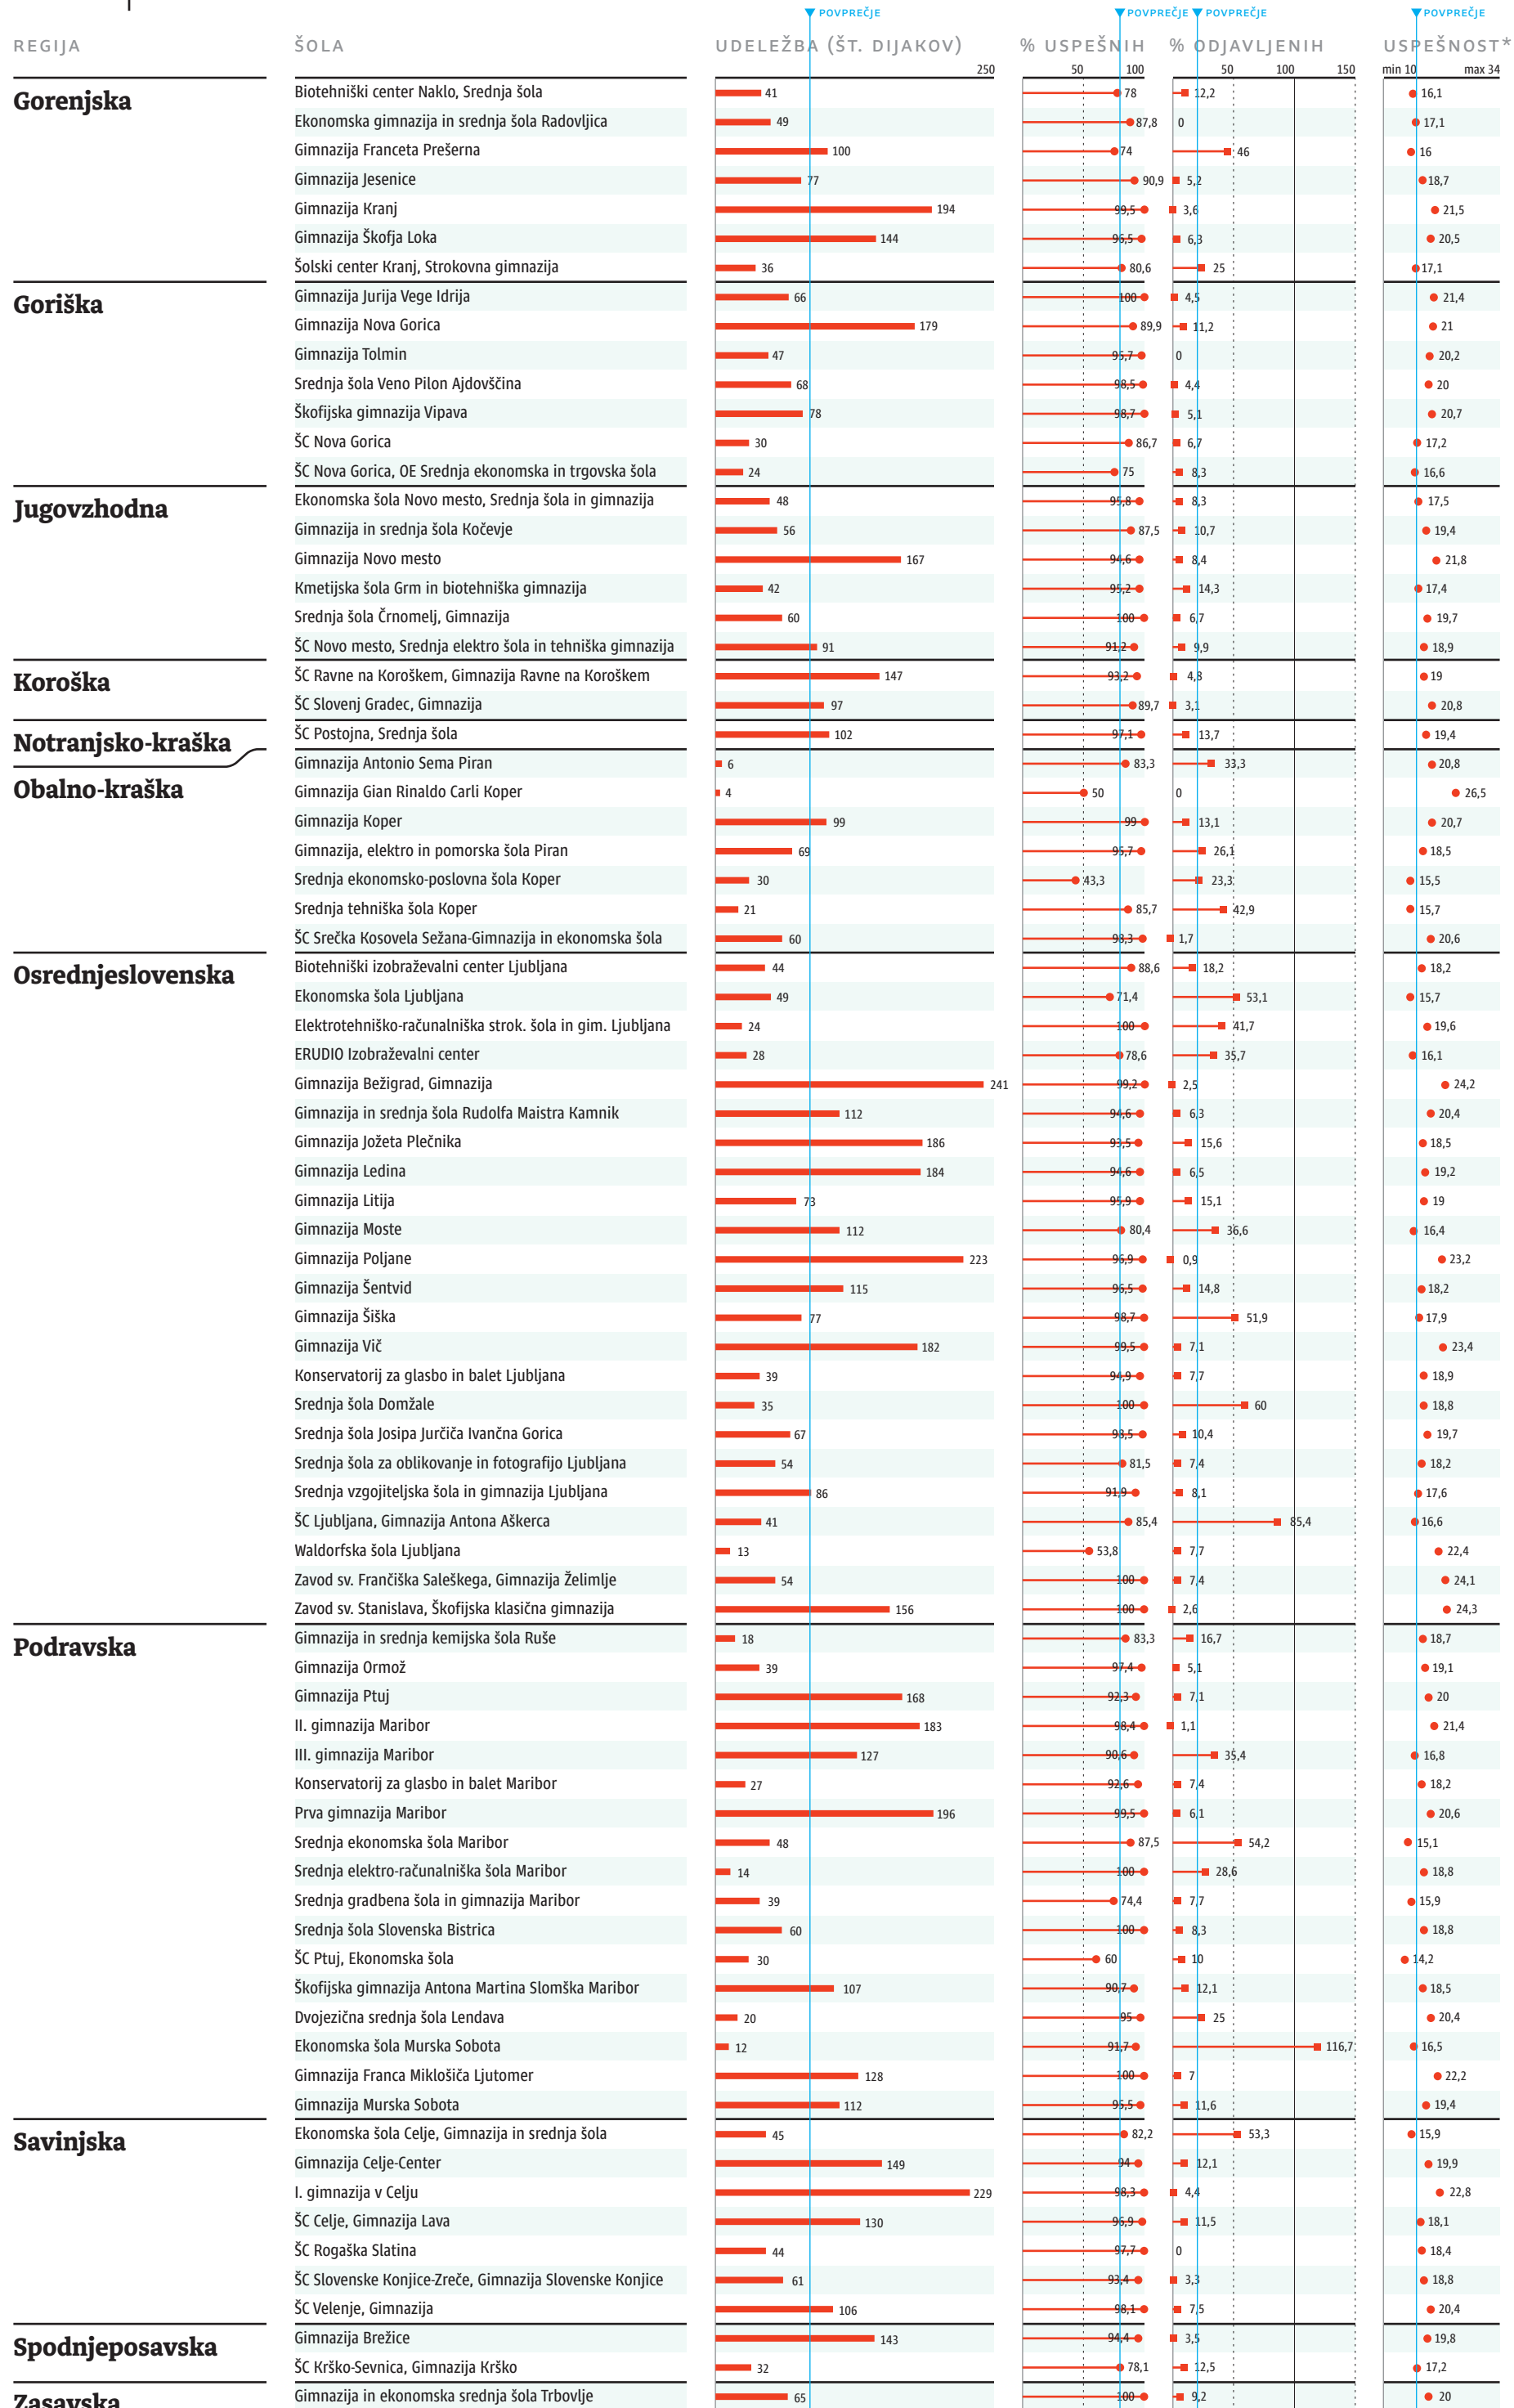 POVPREČJE POVPREČJE POVPREČJE POVPREČJE
REGIJA ŠOLA UDELEŽBA (ŠT. DIJAKOV) % USPEŠNIH % ODJAVLJENIH USPEŠNOST*
250 50 100 50 100 150 min 10 max 34
Gorenjska
Biotehniški center Naklo, Srednja šola 41 78 12,2 16,1
Ekonomska gimnazija in srednja šola Radovljica 49 87,8 0 17,1
Gimnazija Franceta Prešerna 100 74 46 16
Gimnazija Jesenice 77 90,9 5,2 18,7
Gimnazija Kranj 194 99,5 3,6 21,5
Gimnazija Škofja Loka 144 96,5 6,3 20,5
Šolski center Kranj, Strokovna gimnazija 36 80,6 25 17,1
Goriška
Gimnazija Jurija Vege Idrija 66 100 4,5 21,4
Gimnazija Nova Gorica 179 89,9 11,2 21
Gimnazija Tolmin 47 95,7 0 20,2
Srednja šola Veno Pilon Ajdovščina 68 98,5 4,4 20
Škofijska gimnazija Vipava 78 98,7 5,1 20,7
ŠC Nova Gorica 30 86,7 6,7 17,2
ŠC Nova Gorica, OE Srednja ekonomska in trgovska šola 24 75 8,3 16,6
Jugovzhodna
Ekonomska šola Novo mesto, Srednja šola in gimnazija 48 95,8 8,3 17,5
Gimnazija in srednja šola Kočevje 56 87,5 10,7 19,4
Gimnazija Novo mesto 167 94,6 8,4 21,8
Kmetijska šola Grm in biotehniška gimnazija 42 95,2 14,3 17,4
Srednja šola Črnomelj, Gimnazija 60 100 6,7 19,7
ŠC Novo mesto, Srednja elektro šola in tehniška gimnazija 91 91,2 9,9 18,9
Koroška
ŠC Ravne na Koroškem, Gimnazija Ravne na Koroškem 147 93,2 4,8 19
ŠC Slovenj Gradec, Gimnazija 97 89,7 3,1 20,8
Notranjsko-kraška
ŠC Postojna, Srednja šola 102 97,1 13,7 19,4
Obalno-kraška
Gimnazija Antonio Sema Piran 6 83,3 33,3 20,8
Gimnazija Gian Rinaldo Carli Koper 4 50 0 26,5
Gimnazija Koper 99 99 13,1 20,7
Gimnazija, elektro in pomorska šola Piran 69 95,7 26,1 18,5
Srednja ekonomsko-poslovna šola Koper 30 43,3 23,3 15,5
Srednja tehniška šola Koper 21 85,7 42,9 15,7
ŠC Srečka Kosovela Sežana-Gimnazija in ekonomska šola 60 98,3 1,7 20,6
Osrednjeslovenska
Biotehniški izobraževalni center Ljubljana 44 88,6 18,2 18,2
Ekonomska šola Ljubljana 49 71,4 53,1 15,7
Elektrotehniško-računalniška strok. šola in gim. Ljubljana 24 100 41,7 19,6
ERUDIO Izobraževalni center 28 78,6 35,7 16,1
Gimnazija Bežigrad, Gimnazija 241 99,2 2,5 24,2
Gimnazija in srednja šola Rudolfa Maistra Kamnik 112 94,6 6,3 20,4
Gimnazija Jožeta Plečnika 186 93,5 15,6 18,5
Gimnazija Ledina 184 94,6 6,5 19,2
Gimnazija Litija 73 95,9 15,1 19
Gimnazija Moste 112 80,4 36,6 16,4
Gimnazija Poljane 223 96,9 0,9 23,2
Gimnazija Šentvid 115 96,5 14,8 18,2
Gimnazija Šiška 77 98,7 51,9 17,9
Gimnazija Vič 182 99,5 7,1 23,4
Konservatorij za glasbo in balet Ljubljana 39 94,9 7,7 18,9
Srednja šola Domžale 35 100 60 18,8
Srednja šola Josipa Jurčiča Ivančna Gorica 67 98,5 10,4 19,7
Srednja šola za oblikovanje in fotografijo Ljubljana 54 81,5 7,4 18,2
Srednja vzgojiteljska šola in gimnazija Ljubljana 86 91,9 8,1 17,6
ŠC Ljubljana, Gimnazija Antona Aškerca 41 85,4 85,4 16,6
Waldorfska šola Ljubljana 13 53,8 7,7 22,4
Zavod sv. Frančiška Saleškega, Gimnazija Želimlje 54 100 7,4 24,1
Zavod sv. Stanislava, Škofijska klasična gimnazija 156 100 2,6 24,3
Podravska
Gimnazija in srednja kemijska šola Ruše 18 83,3 16,7 18,7
Gimnazija Ormož 39 97,4 5,1 19,1
Gimnazija Ptuj 168 92,3 7,1 20
II. gimnazija Maribor 183 98,4 1,1 21,4
III. gimnazija Maribor 127 90,6 35,4 16,8
Konservatorij za glasbo in balet Maribor 27 92,6 7,4 18,2
Prva gimnazija Maribor 196 99,5 6,1 20,6
Srednja ekonomska šola Maribor 48 87,5 54,2 15,1
Srednja elektro-računalniška šola Maribor 14 100 28,6 18,8
Srednja gradbena šola in gimnazija Maribor 39 74,4 7,7 15,9
Srednja šola Slovenska Bistrica 60 100 8,3 18,8
ŠC Ptuj, Ekonomska šola 30 60 10 14,2
Škofijska gimnazija Antona Martina Slomška Maribor 107 90,7 12,1 18,5
Dvojezična srednja šola Lendava 20 95 25 20,4
Ekonomska šola Murska Sobota 12 91,7 116,7 16,5
Gimnazija Franca Miklošiča Ljutomer 128 100 7 22,2
Gimnazija Murska Sobota 112 95,5 11,6 19,4
Savinjska
Ekonomska šola Celje, Gimnazija in srednja šola 45 82,2 53,3 15,9
Gimnazija Celje-Center 149 94 12,1 19,9
I. gimnazija v Celju 229 98,3 4,4 22,8
ŠC Celje, Gimnazija Lava 130 96,9 11,5 18,1
ŠC Rogaška Slatina 44 97,7 0 18,4
ŠC Slovenske Konjice-Zreče, Gimnazija Slovenske Konjice 61 93,4 3,3 18,8
ŠC Velenje, Gimnazija 106 98,1 7,5 20,4
Spodnjeposavska
Gimnazija Brežice 143 94,4 3,5 19,8
ŠC Krško-Sevnica, Gimnazija Krško 32 78,1 12,5 17,2
Zasavska
Gimnazija in ekonomska srednja šola Trbovlje 65 100 9,2 20